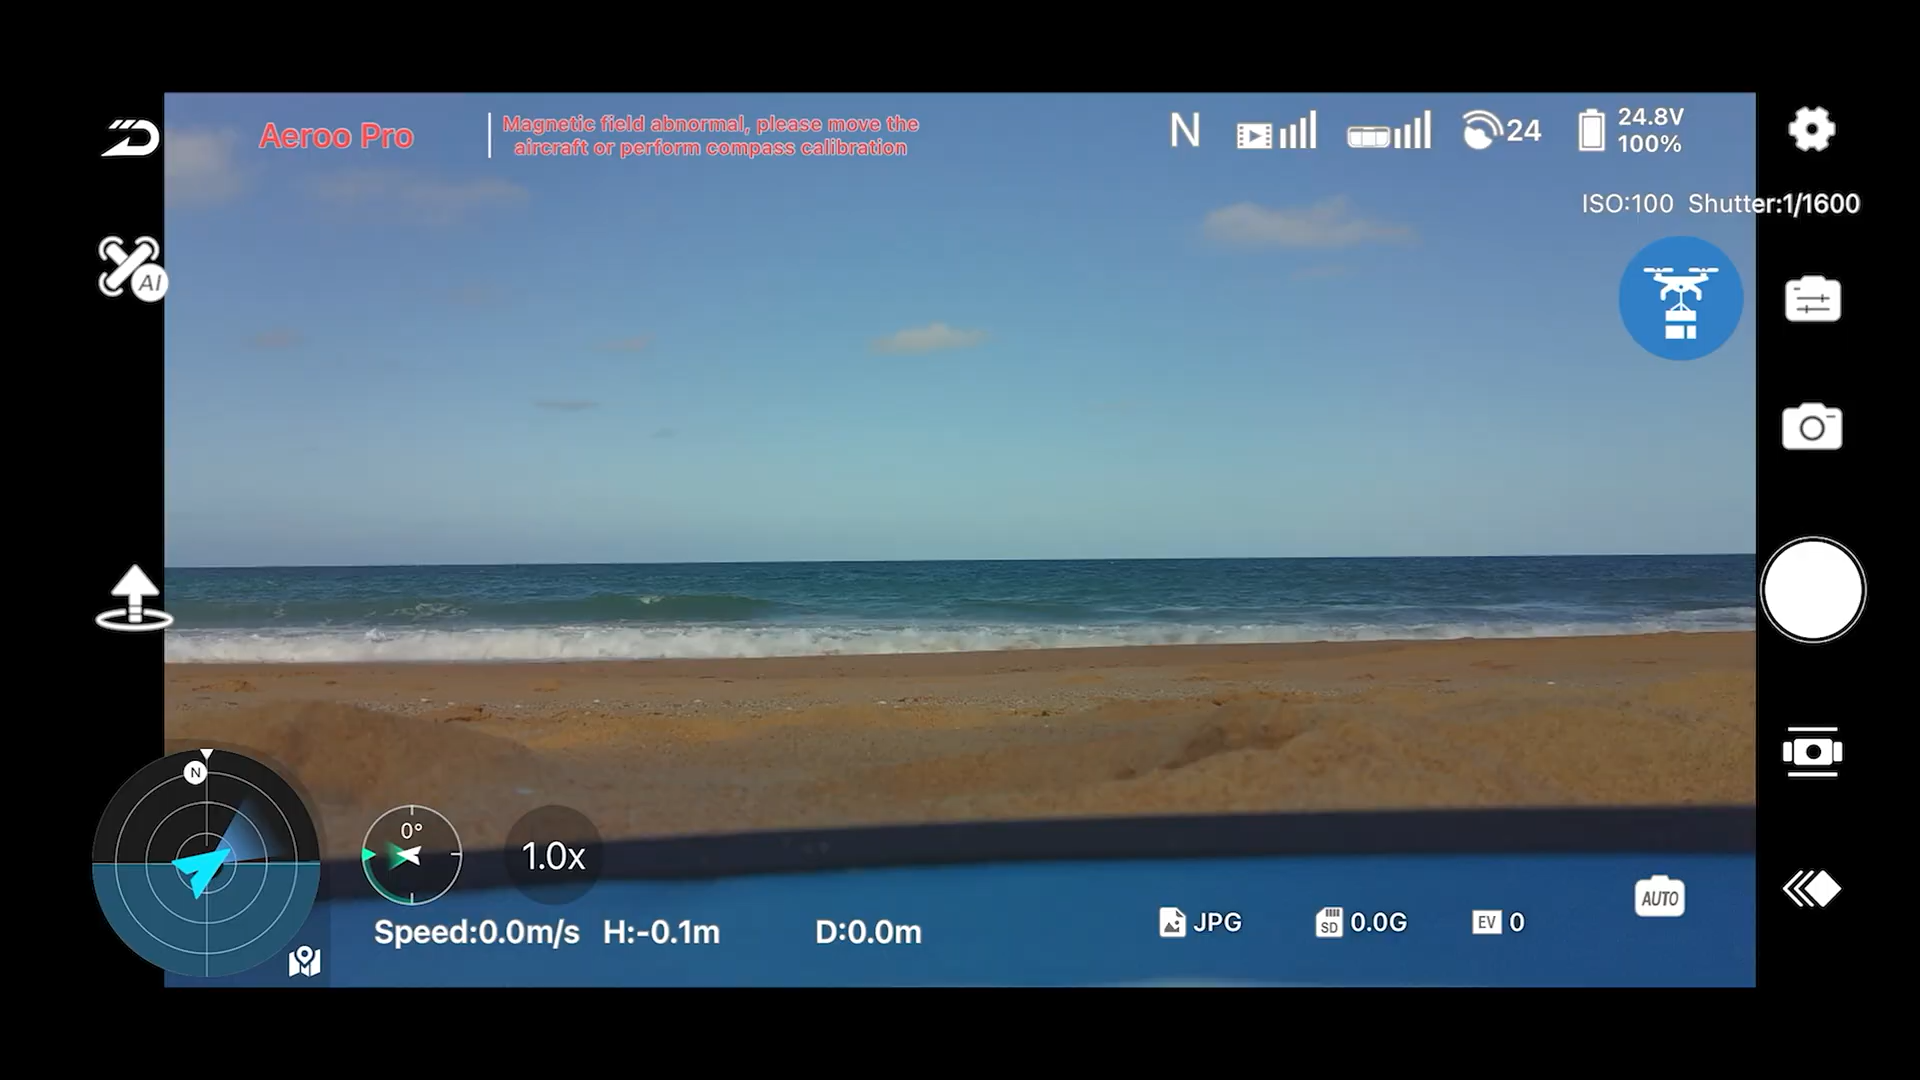 Aeroo Pro
Magnetic field abnormal, please move the
aircraft or perform compass calibration
N
24
24.8V
100%
ISO:100 Shutter:1/1600
AI
N
0°
1.0x
Speed:0.0m/s H:-0.1m D:0.0m
JPG
SD 0.0G
EV 0
AUTO